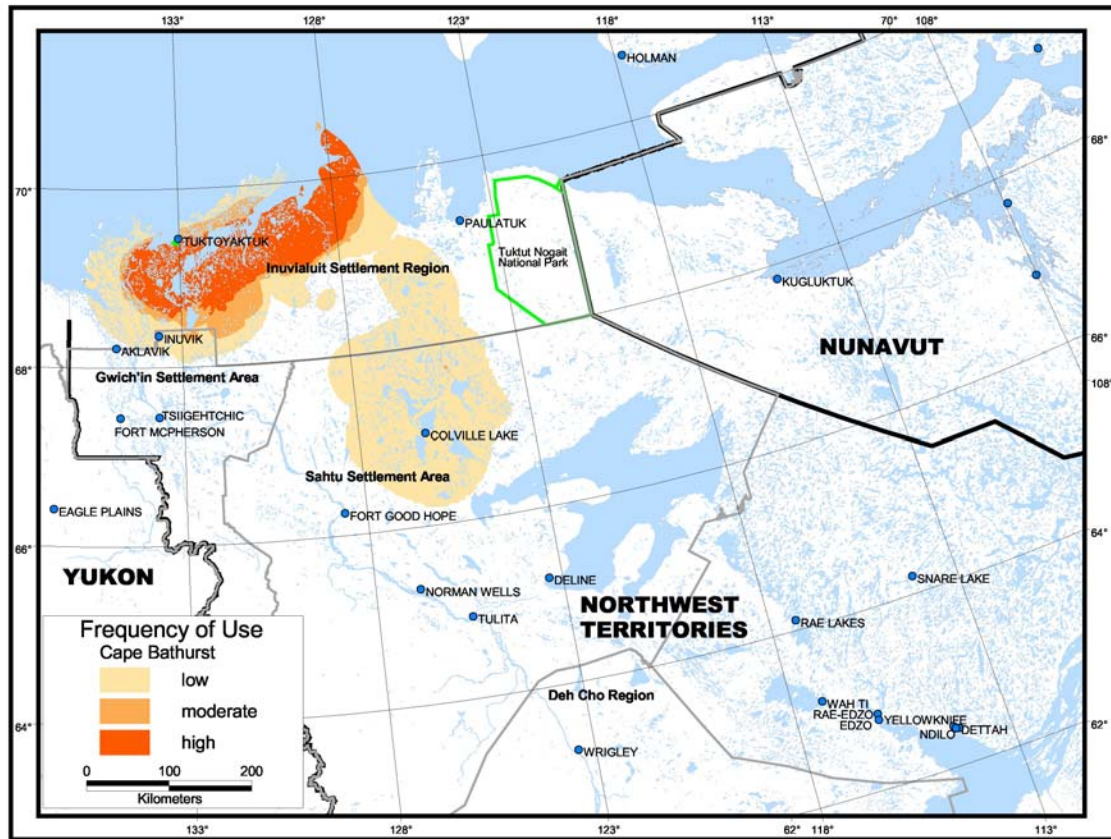 133°
128°
123°
118°
113°
70°
108°
HOLMAN
68°
70°
TUKTOYAKTUK
PAULATUK
Tuktut Nogait
National Park
Inuvialuit Settlement Region
KUGLUKTUK
66°
INUVIK
AKLAVIK
NUNAVUT
68°
Gwich'in Settlement Area
108°
TSIIGEHTCHIC
FORT MCPHERSON
COLVILLE LAKE
Sahtu Settlement Area
EAGLE PLAINS
FORT GOOD HOPE
64°
66°
YUKON
DELINE
SNARE LAKE
NORMAN WELLS
NORTHWEST
TERRITORIES
TULITA
RAE LAKES
Frequency of Use
Cape Bathurst
low
moderate
high
0 100 200
Kilometers
Deh Cho Region
WAH TI
RAE-EDZO
EDZO
YELLOWKNIFE
NDILO
DETTAH
62°
64°
WRIGLEY
133°
128°
123°
62°
118°
113°